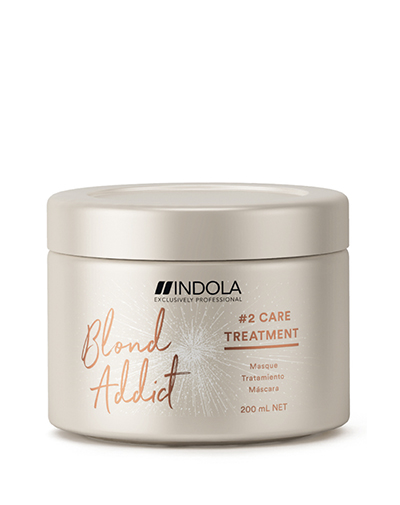 INDOLA
EXCLUSIVELY PROFESSIONAL
Blond
Addict
#2 CARE
TREATMENT
Masque
Tratamiento
Máscara
200 mL NET